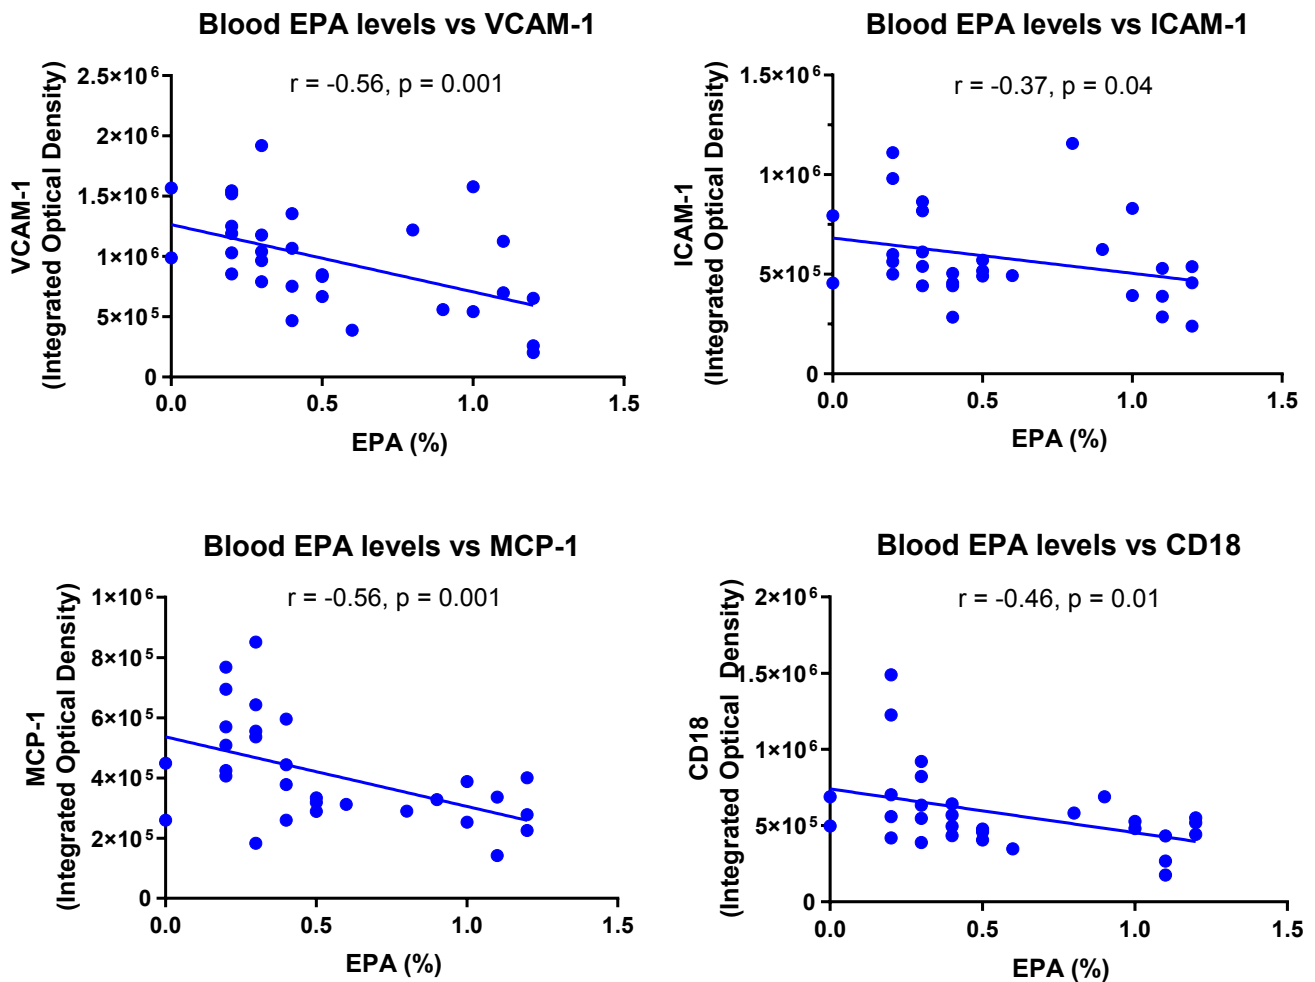 Blood EPA levels vs VCAM-1
r = -0.56, p = 0.001
VCAM-1
(Integrated Optical Density)
2.5×10⁶
2×10⁶
1.5×10⁶
1×10⁶
5×10⁵
0
0.0 0.5 1.0 1.5
EPA (%)
Blood EPA levels vs ICAM-1
r = -0.37, p = 0.04
ICAM-1
(Integrated Optical Density)
1.5×10⁶
1×10⁶
5×10⁵
0
0.0 0.5 1.0 1.5
EPA (%)
Blood EPA levels vs MCP-1
r = -0.56, p = 0.001
MCP-1
(Integrated Optical Density)
1×10⁶
8×10⁵
6×10⁵
4×10⁵
2×10⁵
0
0.0 0.5 1.0 1.5
EPA (%)
Blood EPA levels vs CD18
r = -0.46, p = 0.01
CD18
(Integrated Optical Density)
2×10⁶
1.5×10⁶
1×10⁶
5×10⁵
0
0.0 0.5 1.0 1.5
EPA (%)